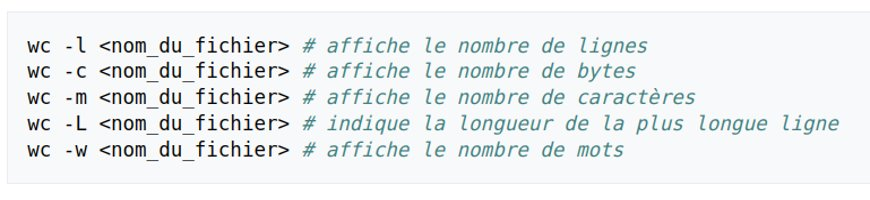 wc -l <nom_du_fichier> # affiche le nombre de lignes
wc -c <nom_du_fichier> # affiche le nombre de bytes
wc -m <nom_du_fichier> # affiche le nombre de caractères
wc -L <nom_du_fichier> # indique la longueur de la plus longue ligne
wc -w <nom_du_fichier> # affiche le nombre de mots